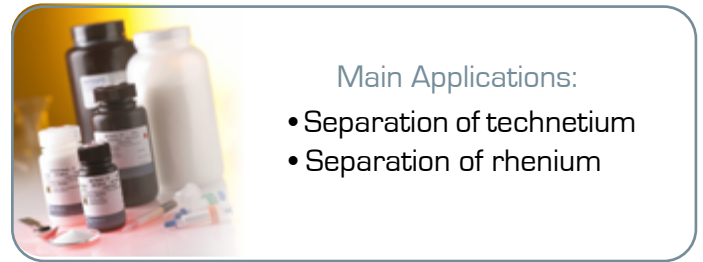 Main Applications:
• Separation of technetium
• Separation of rhenium